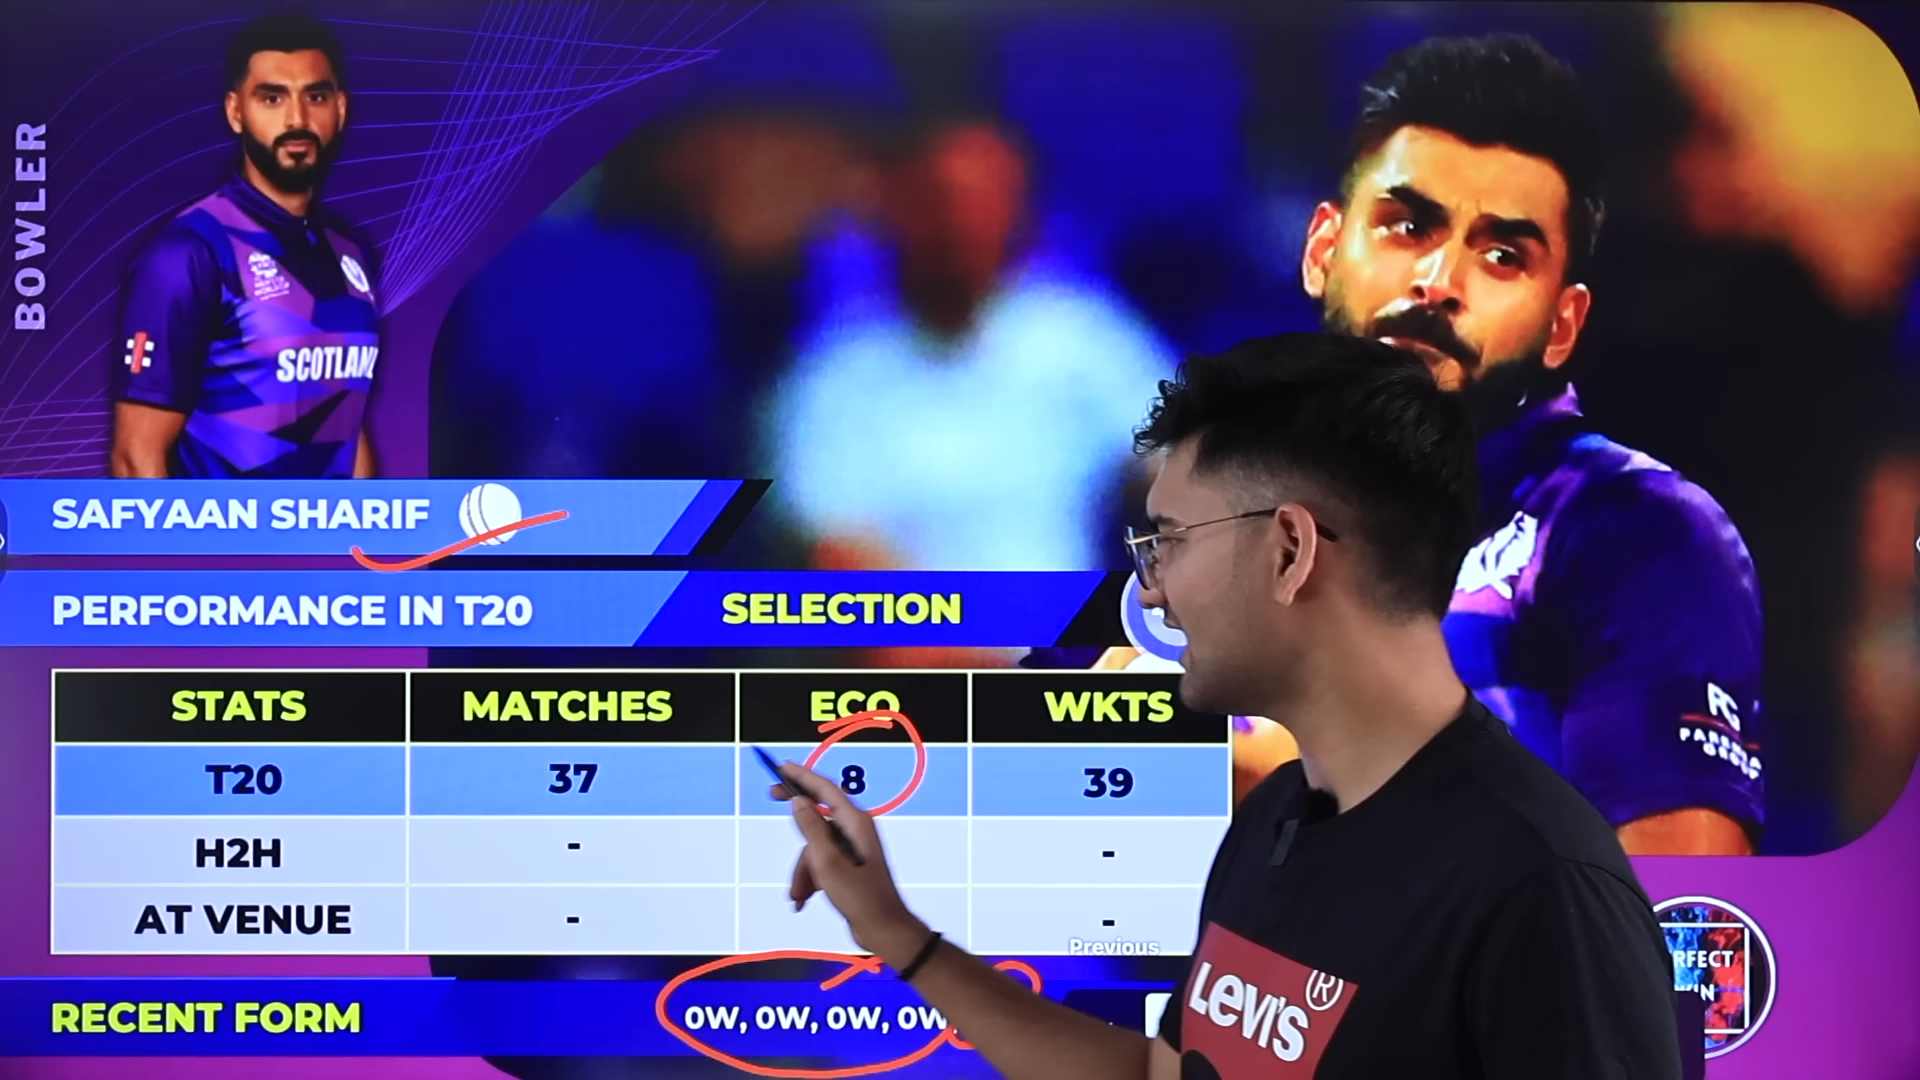 BOWLER
SCOTLAND
SAFYAAN SHARIF
PERFORMANCE IN T20
SELECTION
STATS MATCHES ECO WKTS
T20 37 8 39
H2H - -
AT VENUE - -
Previous
RECENT FORM
0W, 0W, 0W, 0W,
LEVI'S ®